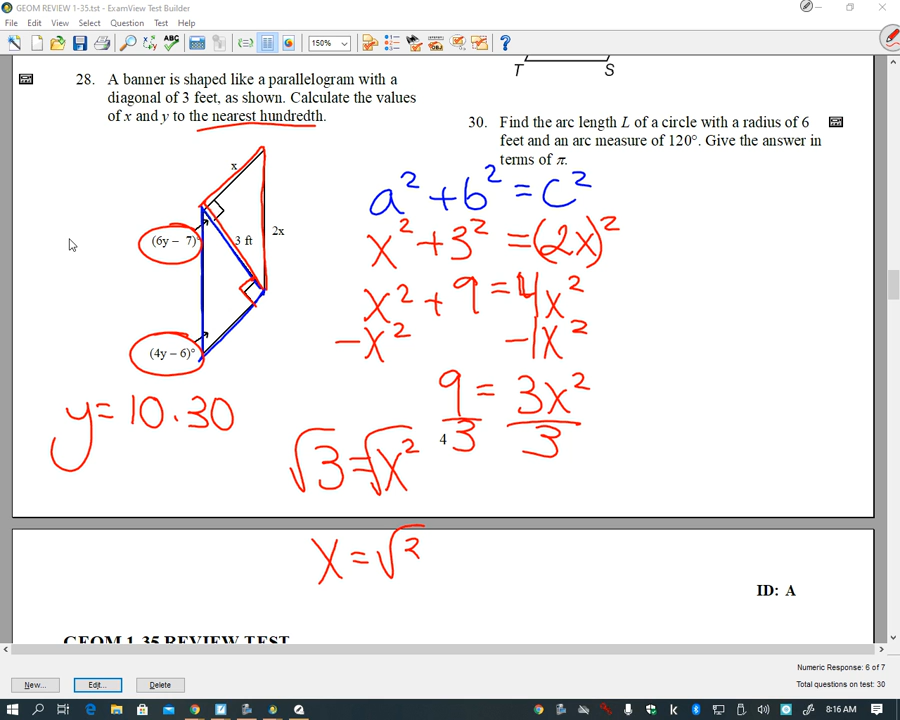 GEOM REVIEW 1-35.tst - ExamView Test Builder
File Edit View Select Question Test Help
150%
28. A banner is shaped like a parallelogram with a
diagonal of 3 feet, as shown. Calculate the values
of x and y to the nearest hundredth.
x
(6y − 7)°
3 ft
2x
(4y − 6)°
y = 10.30
T S
30. Find the arc length L of a circle with a radius of 6
feet and an arc measure of 120°. Give the answer in
terms of π.
a² + b² = c²
x² + 3² = (2x)²
x² + 9 = 4x²
−x² −1x²
9 = 3x²
3 3
4
√3 = √x²
x = √3
ID: A
GEOM 1-35 REVIEW TEST
Numeric Response: 6 of 7
New... Edit... Delete
Total questions on test: 30
8:16 AM